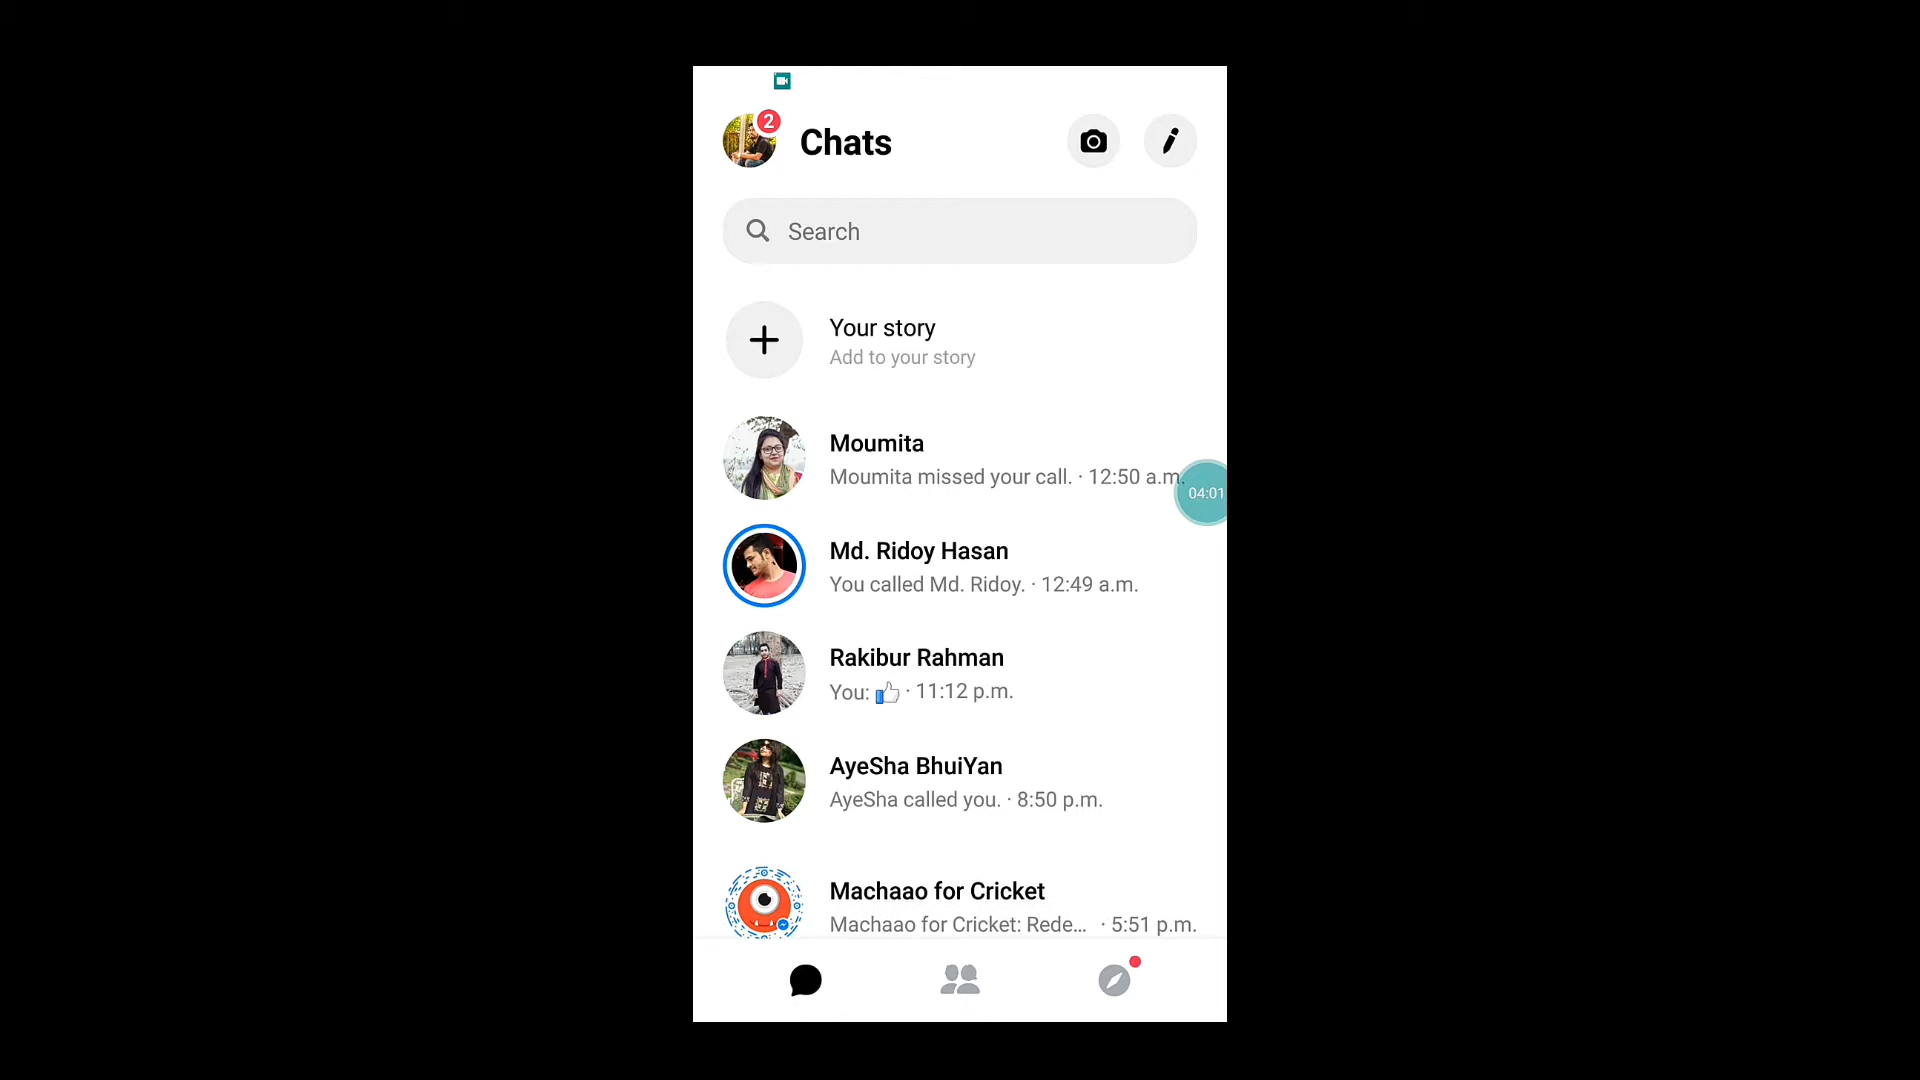 2
Chats
Search
Your story
Add to your story
Moumita
Moumita missed your call. · 12:50 a.m.
04:01
Md. Ridoy Hasan
You called Md. Ridoy. · 12:49 a.m.
Rakibur Rahman
You: 👍 · 11:12 p.m.
AyeSha BhuiYan
AyeSha called you. · 8:50 p.m.
Machaao for Cricket
Machaao for Cricket: Rede... · 5:51 p.m.